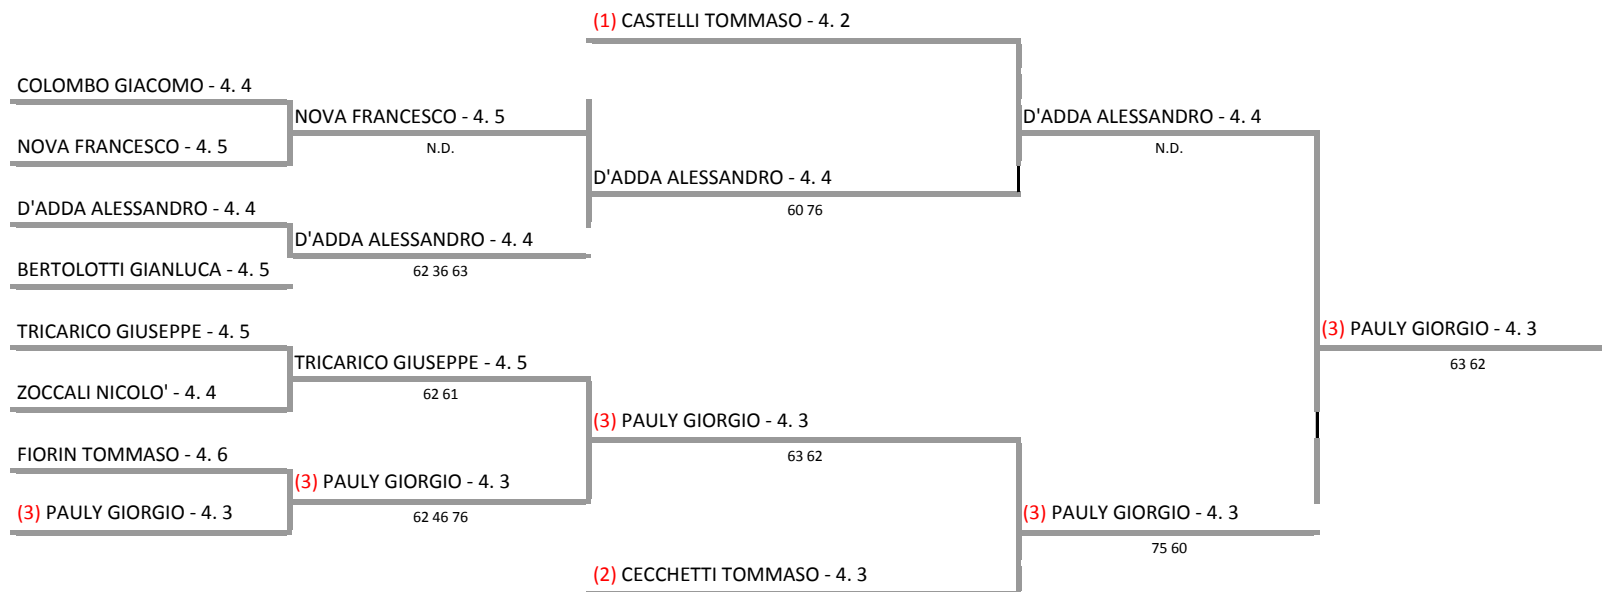 (1) CASTELLI TOMMASO - 4. 2
COLOMBO GIACOMO - 4. 4
NOVA FRANCESCO - 4. 5
D'ADDA ALESSANDRO - 4. 4
NOVA FRANCESCO - 4. 5
N.D.
N.D.
D'ADDA ALESSANDRO - 4. 4
D'ADDA ALESSANDRO - 4. 4
60 76
D'ADDA ALESSANDRO - 4. 4
BERTOLOTTI GIANLUCA - 4. 5
62 36 63
TRICARICO GIUSEPPE - 4. 5
(3) PAULY GIORGIO - 4. 3
TRICARICO GIUSEPPE - 4. 5
63 62
ZOCCALI NICOLO' - 4. 4
62 61
(3) PAULY GIORGIO - 4. 3
FIORIN TOMMASO - 4. 6
63 62
(3) PAULY GIORGIO - 4. 3
(3) PAULY GIORGIO - 4. 3
62 46 76
(3) PAULY GIORGIO - 4. 3
75 60
(2) CECCHETTI TOMMASO - 4. 3